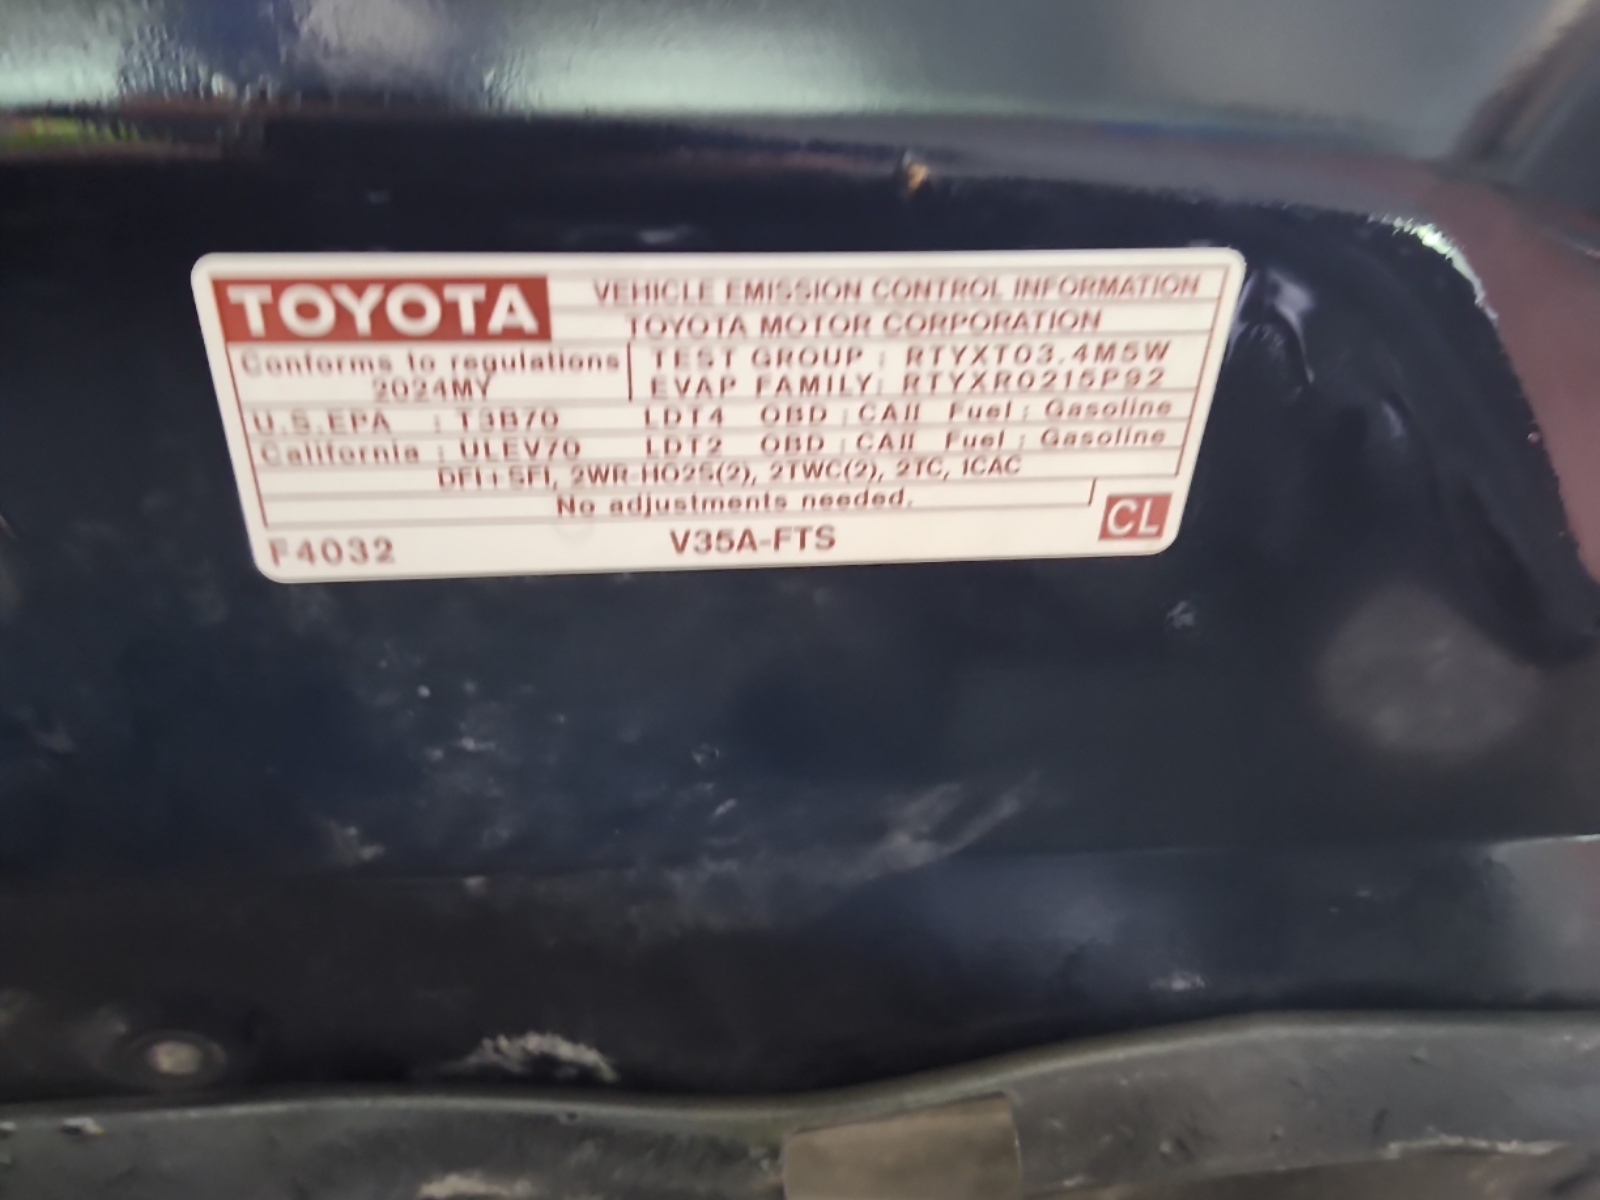 TOYOTA VEHICLE EMISSION CONTROL INFORMATION
TOYOTA MOTOR CORPORATION
Conforms to regulations
2024MY
TEST GROUP : RTYXT03.4M5W
EVAP FAMILY: RTYXR0215P92
U.S.EPA : T3B70 LDT4 OBD : CAII Fuel : Gasoline
California : ULEV70 LDT2 OBD : CAII Fuel : Gasoline
DFI+SFI, 2WR-HO2S(2), 2TWC(2), 2TC, 1CAC
No adjustments needed.
F4032 V35A-FTS CL